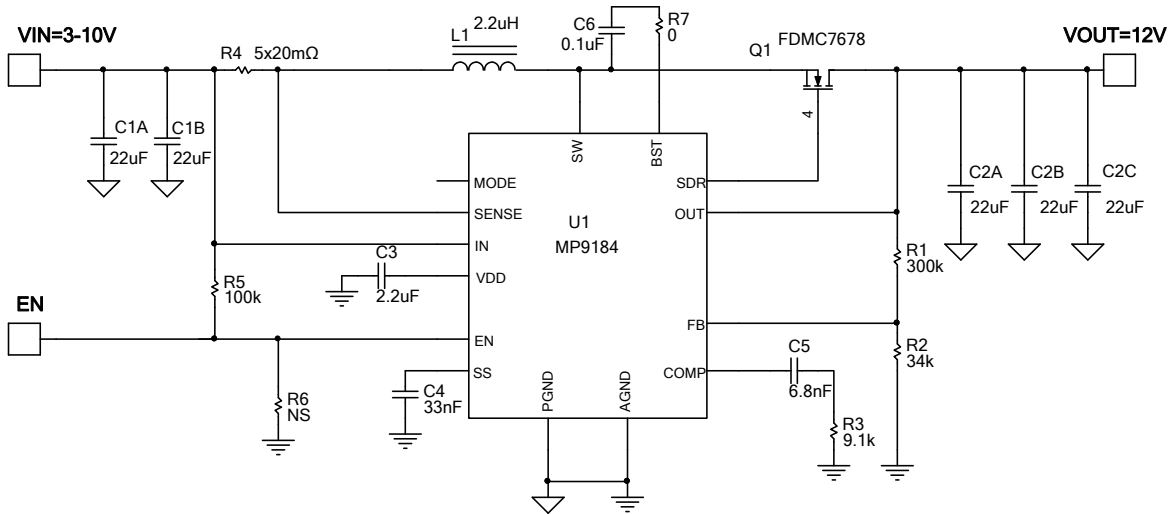 VIN=3-10V
R4 5x20mΩ
2.2uH
L1
C6
0.1uF
R7
0
Q1
FDMC7678
VOUT=12V
C1A
22uF
C1B
22uF
4
SW
BST
MODE
SENSE
IN
VDD
EN
SS
SDR
OUT
FB
COMP
PGND
AGND
U1
MP9184
C2A
22uF
C2B
22uF
C2C
22uF
C3
2.2uF
R5
100k
R1
300k
EN
R2
34k
C5
6.8nF
R6
NS
C4
33nF
R3
9.1k